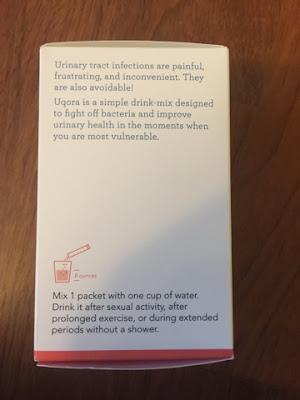 Urinary tract infections are painful,
frustrating, and inconvenient. They
are also avoidable!
Uqora is a simple drink-mix designed
to fight off bacteria and improve
urinary health in the moments when
you are most vulnerable.
8 ounces
Mix 1 packet with one cup of water.
Drink it after sexual activity, after
prolonged exercise, or during extended
periods without a shower.